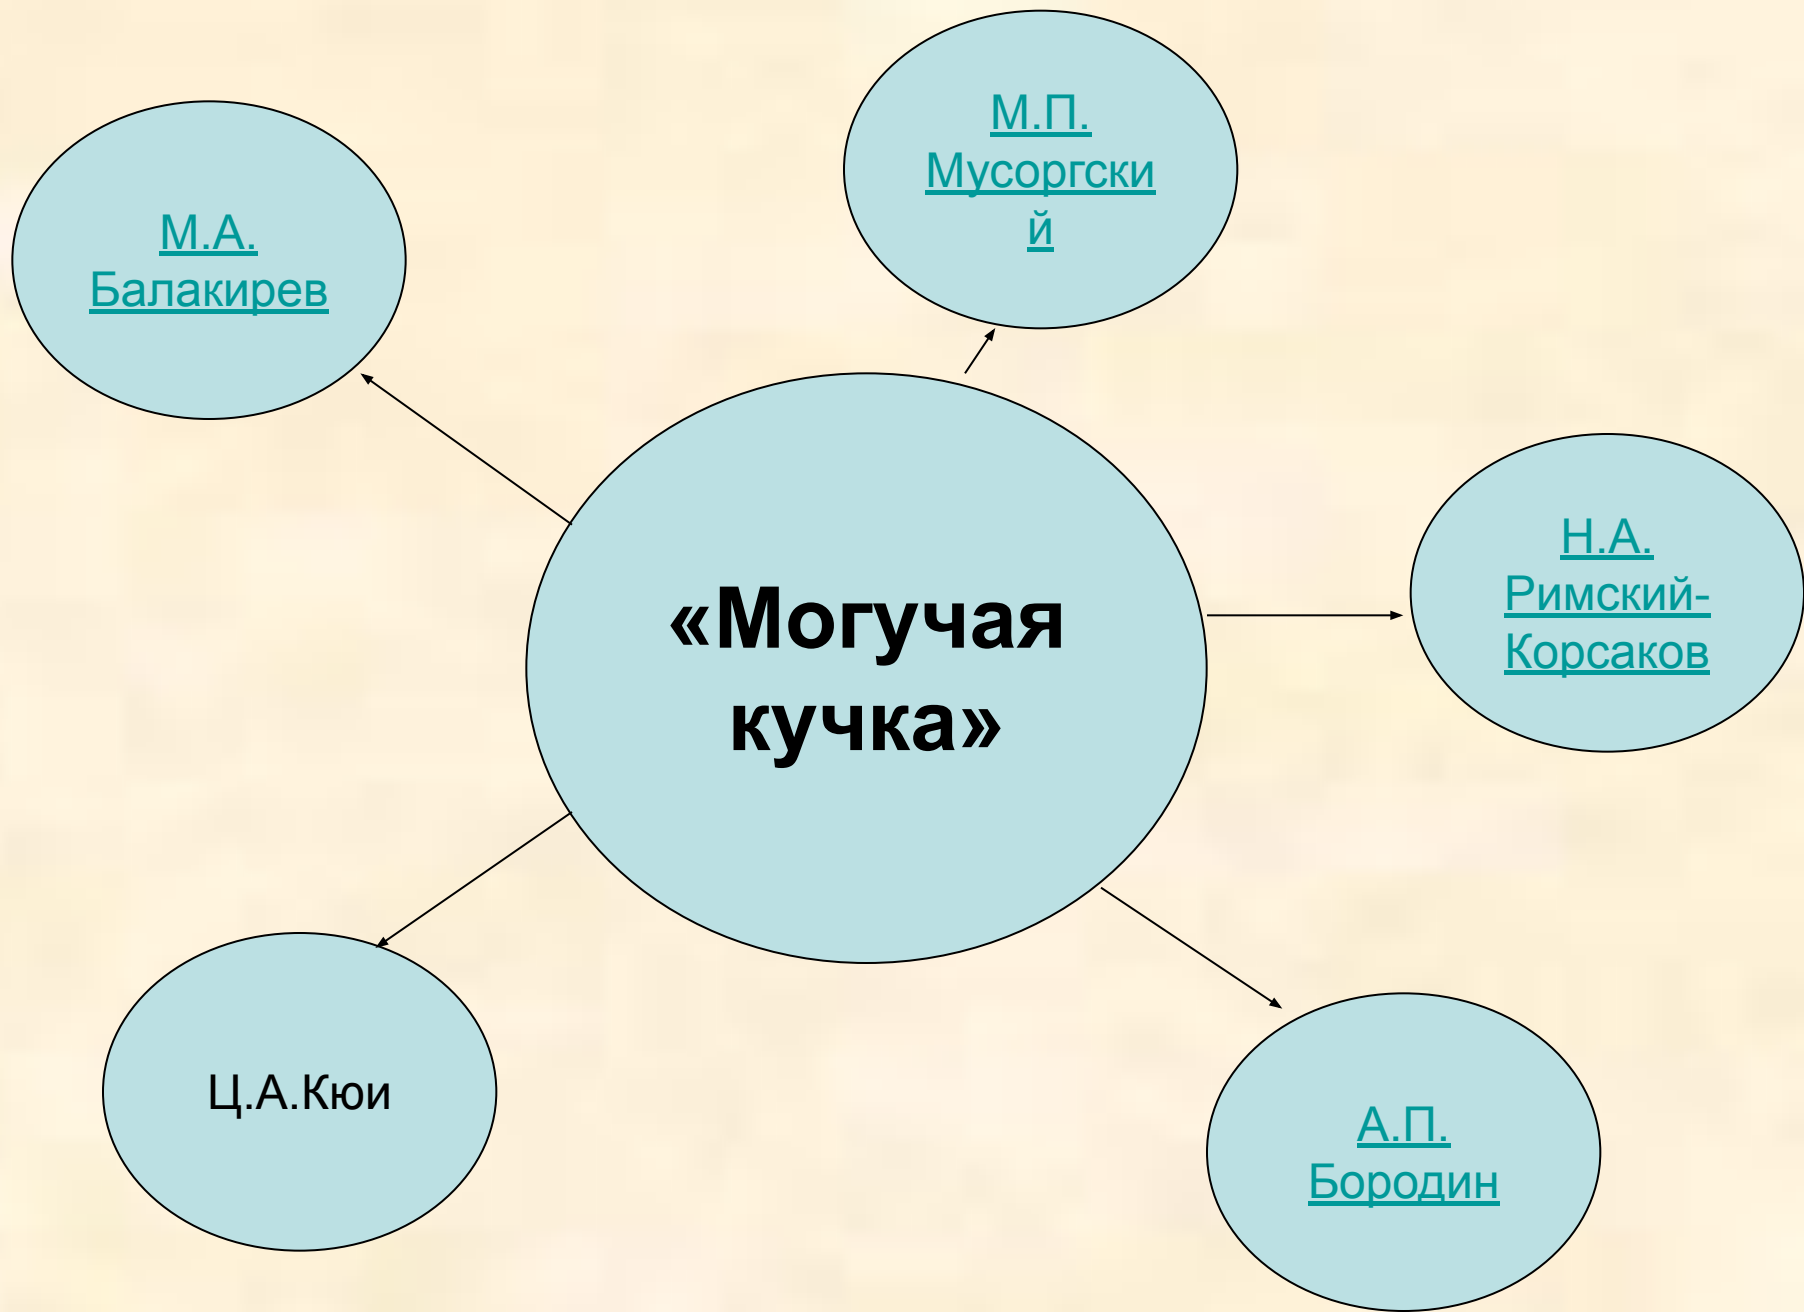 М.П.
Мусоргски
й
М.А.
Балакирев
«Могучая
кучка»
Н.А.
Римский-
Корсаков
Ц.А.Кюи
А.П.
Бородин